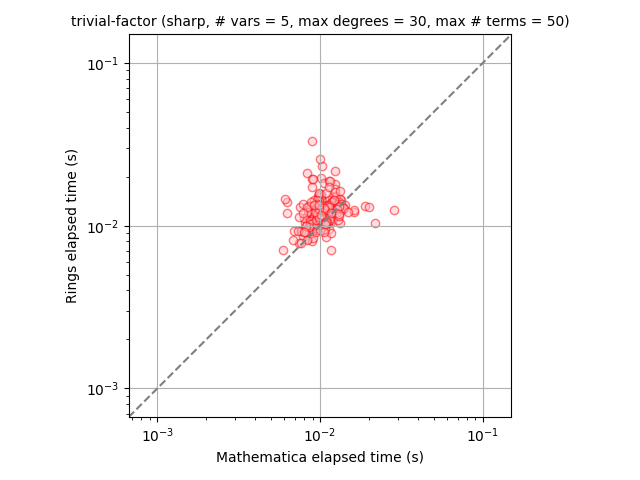 trivial-factor (sharp, # vars = 5, max degrees = 30, max # terms = 50)
Rings elapsed time (s)
10⁻¹
10⁻²
10⁻³
10⁻³ 10⁻² 10⁻¹
Mathematica elapsed time (s)